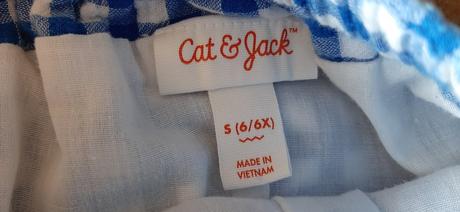 Cat & Jack™
S (6/6X)
MADE IN
VIETNAM